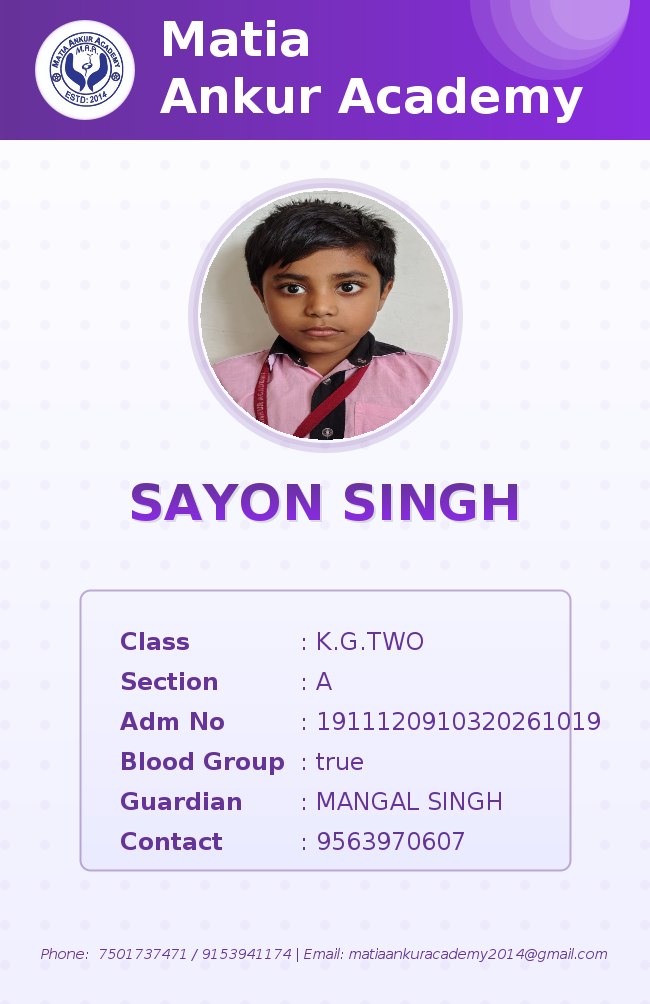 Matia
Ankur Academy
MATIA ANKUR ACADEMY
M.A.A
ESTD: 2014
SAYON SINGH
Class : K.G.TWO
Section : A
Adm No : 1911120910320261019
Blood Group : true
Guardian : MANGAL SINGH
Contact : 9563970607
Phone: 7501737471 / 9153941174 | Email: matiaankuracademy2014@gmail.com